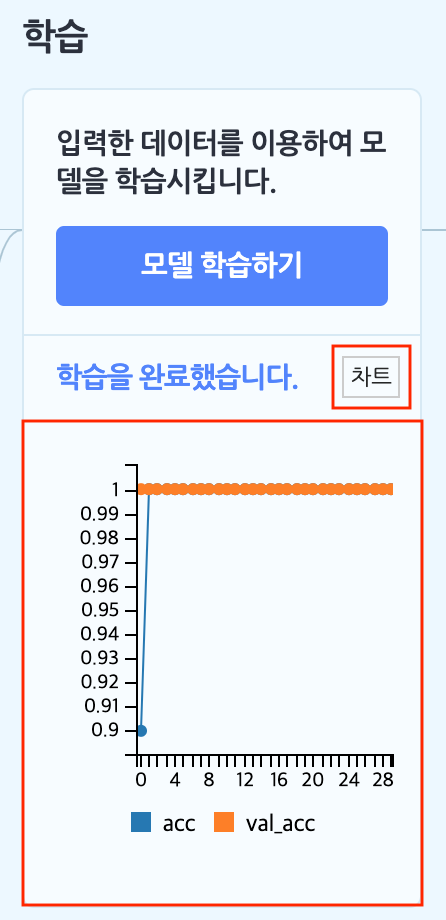 학습
입력한 데이터를 이용하여 모
델을 학습시킵니다.
모델 학습하기
학습을 완료했습니다.
차트
1
0.99
0.98
0.97
0.96
0.95
0.94
0.93
0.92
0.91
0.9
0 4 8 12 16 20 24 28
acc val_acc